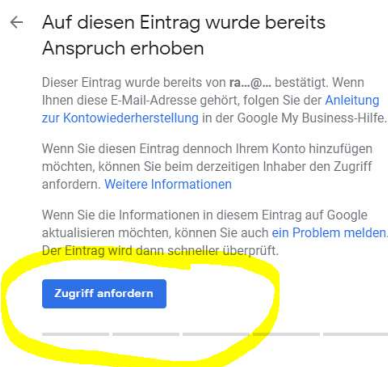 Auf diesen Eintrag wurde bereits
Anspruch erhoben
Dieser Eintrag wurde bereits von ra...@... bestätigt. Wenn
Ihnen diese E-Mail-Adresse gehört, folgen Sie der Anleitung
zur Kontowiederherstellung in der Google My Business-Hilfe.
Wenn Sie diesen Eintrag dennoch Ihrem Konto hinzufügen
möchten, können Sie beim derzeitigen Inhaber den Zugriff
anfordern. Weitere Informationen
Wenn Sie die Informationen in diesem Eintrag auf Google
aktualisieren möchten, können Sie auch ein Problem melden.
Der Eintrag wird dann schneller überprüft.
Zugriff anfordern